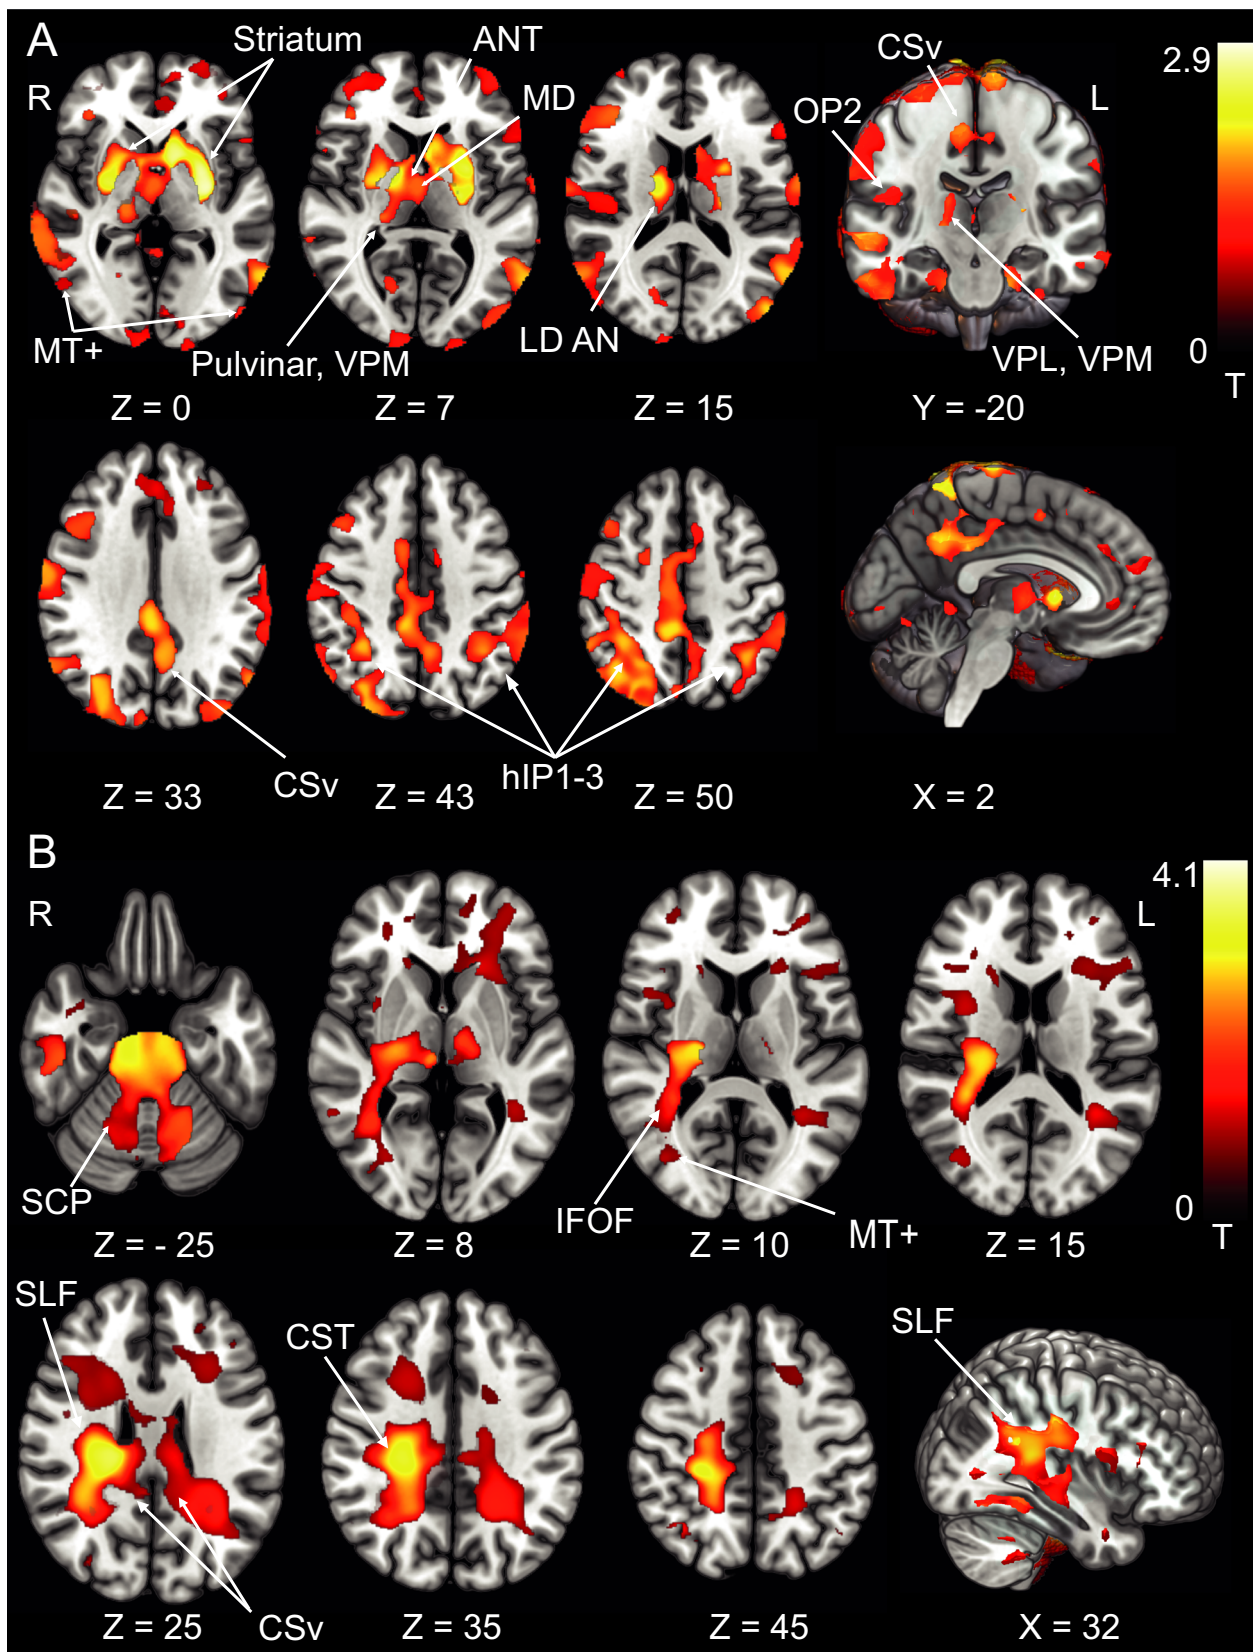 A
Striatum
ANT
CSv
2.9
R
MD
OP2
L
MT+
Pulvinar, VPM
LD AN
VPL, VPM
0
T
Z = 0
Z = 7
Z = 15
Y = -20
CSv
hIP1-3
Z = 33
Z = 43
Z = 50
X = 2
B
4.1
R
L
SCP
IFOF
MT+
0
T
Z = - 25
Z = 8
Z = 10
Z = 15
SLF
CST
SLF
CSv
Z = 25
Z = 35
Z = 45
X = 32